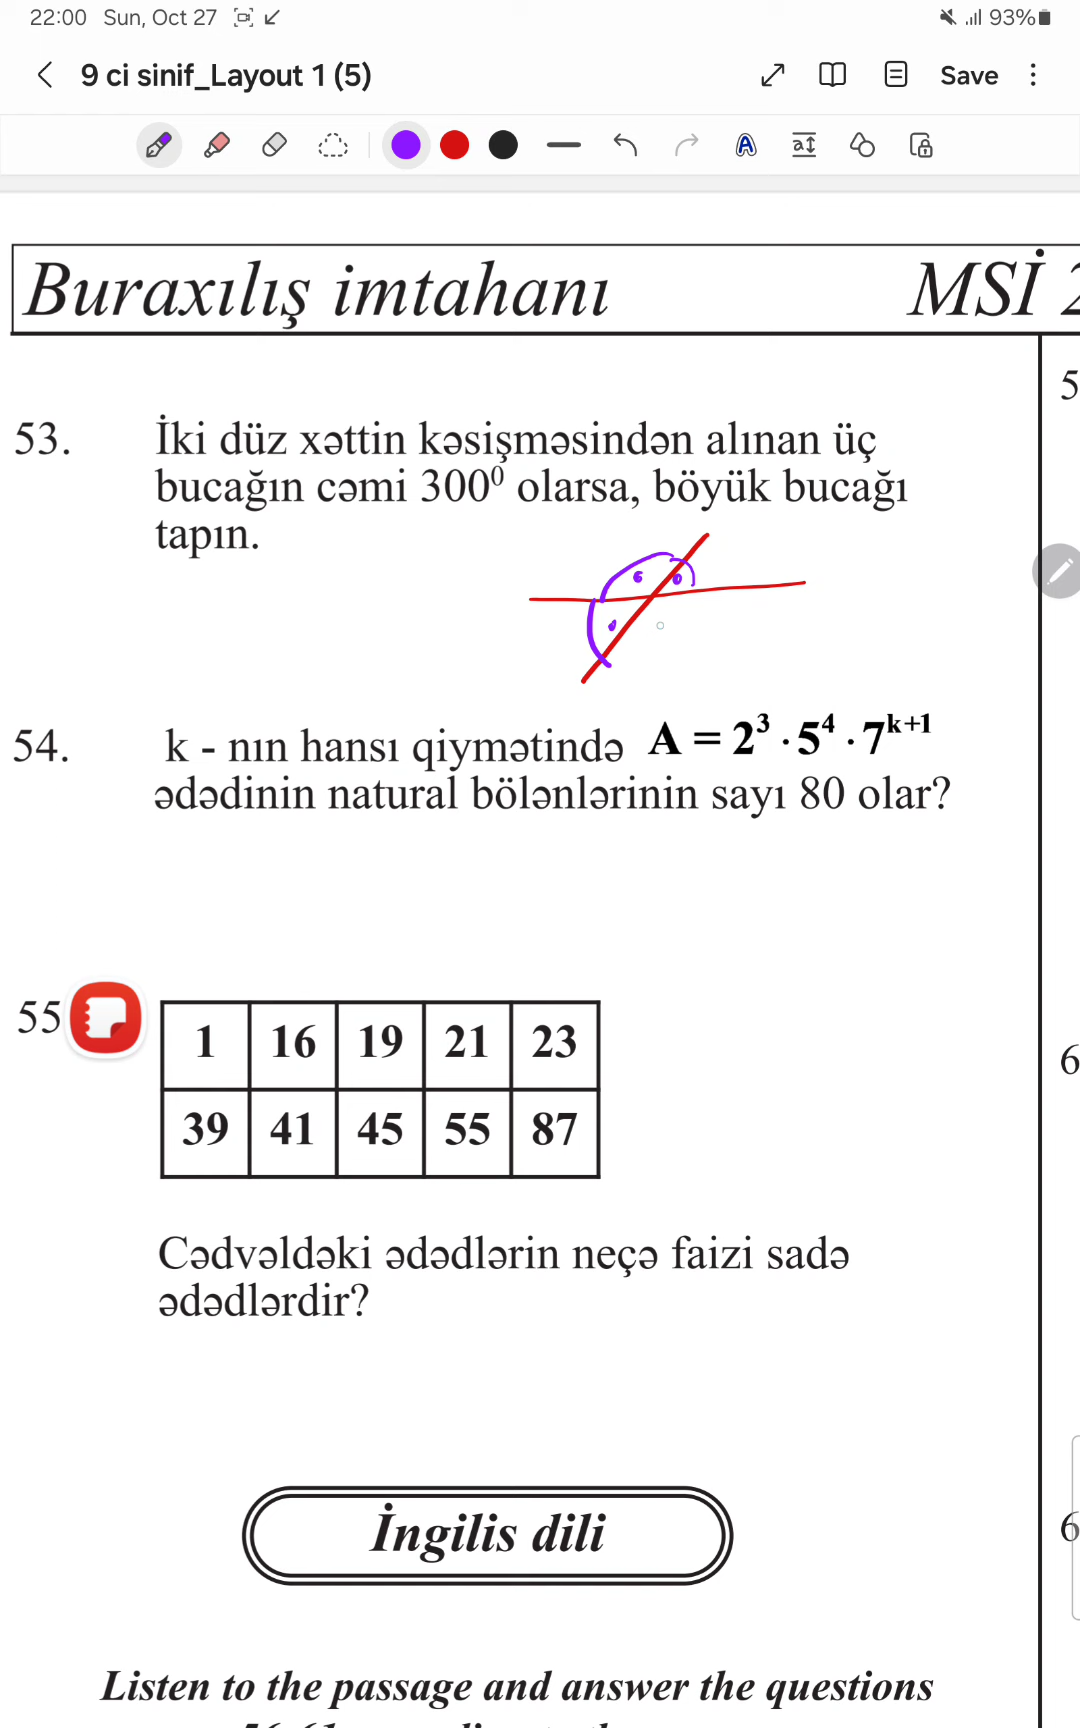 22:00 Sun, Oct 27 93%
9 ci sinif_Layout 1 (5) Save
Buraxılış imtahanı MSİ
53. İki düz xəttin kəsişməsindən alınan üç
bucağın cəmi 300⁰ olarsa, böyük bucağı
tapın.
54. k - nın hansı qiymətində A = 2³ · 5⁴ · 7ᵏ⁺¹
ədədinin natural bölənlərinin sayı 80 olar?
55
1 16 19 21 23
39 41 45 55 87
Cədvəldəki ədədlərin neçə faizi sadə
ədədlərdir?
İngilis dili
Listen to the passage and answer the questions
5
6
6